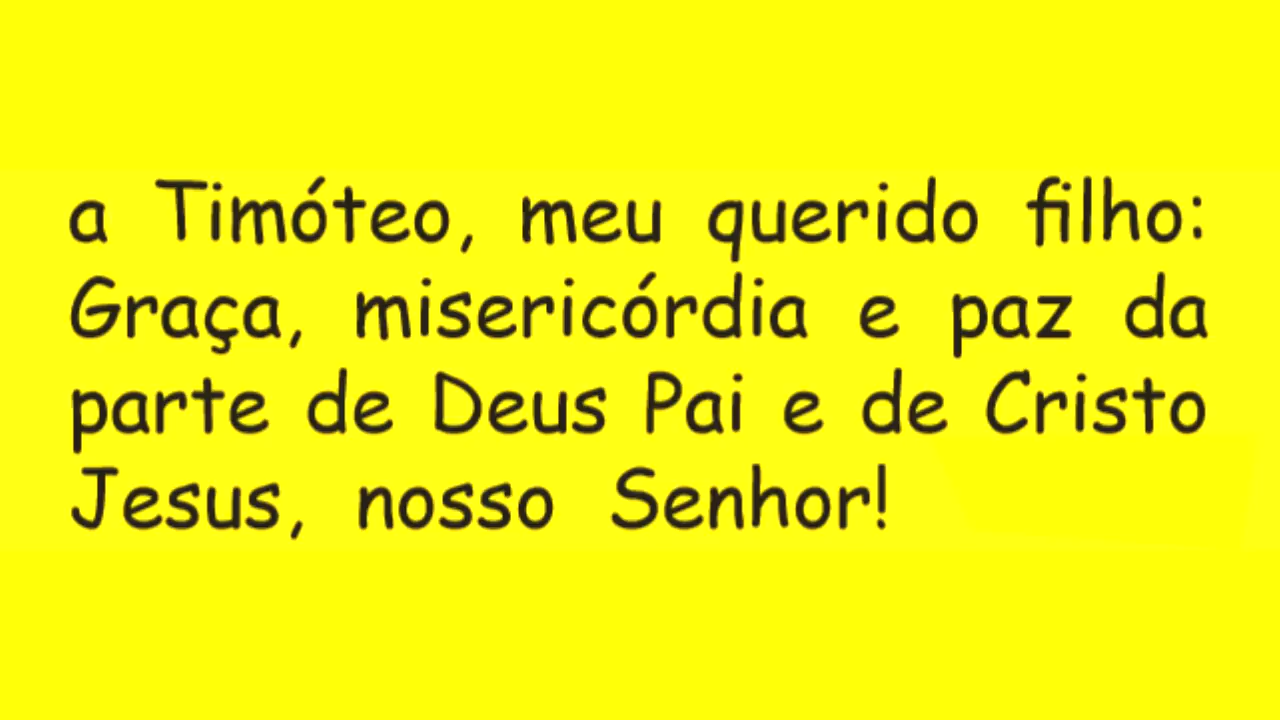 a Timóteo, meu querido filho:
Graça, misericórdia e paz da
parte de Deus Pai e de Cristo
Jesus, nosso Senhor!